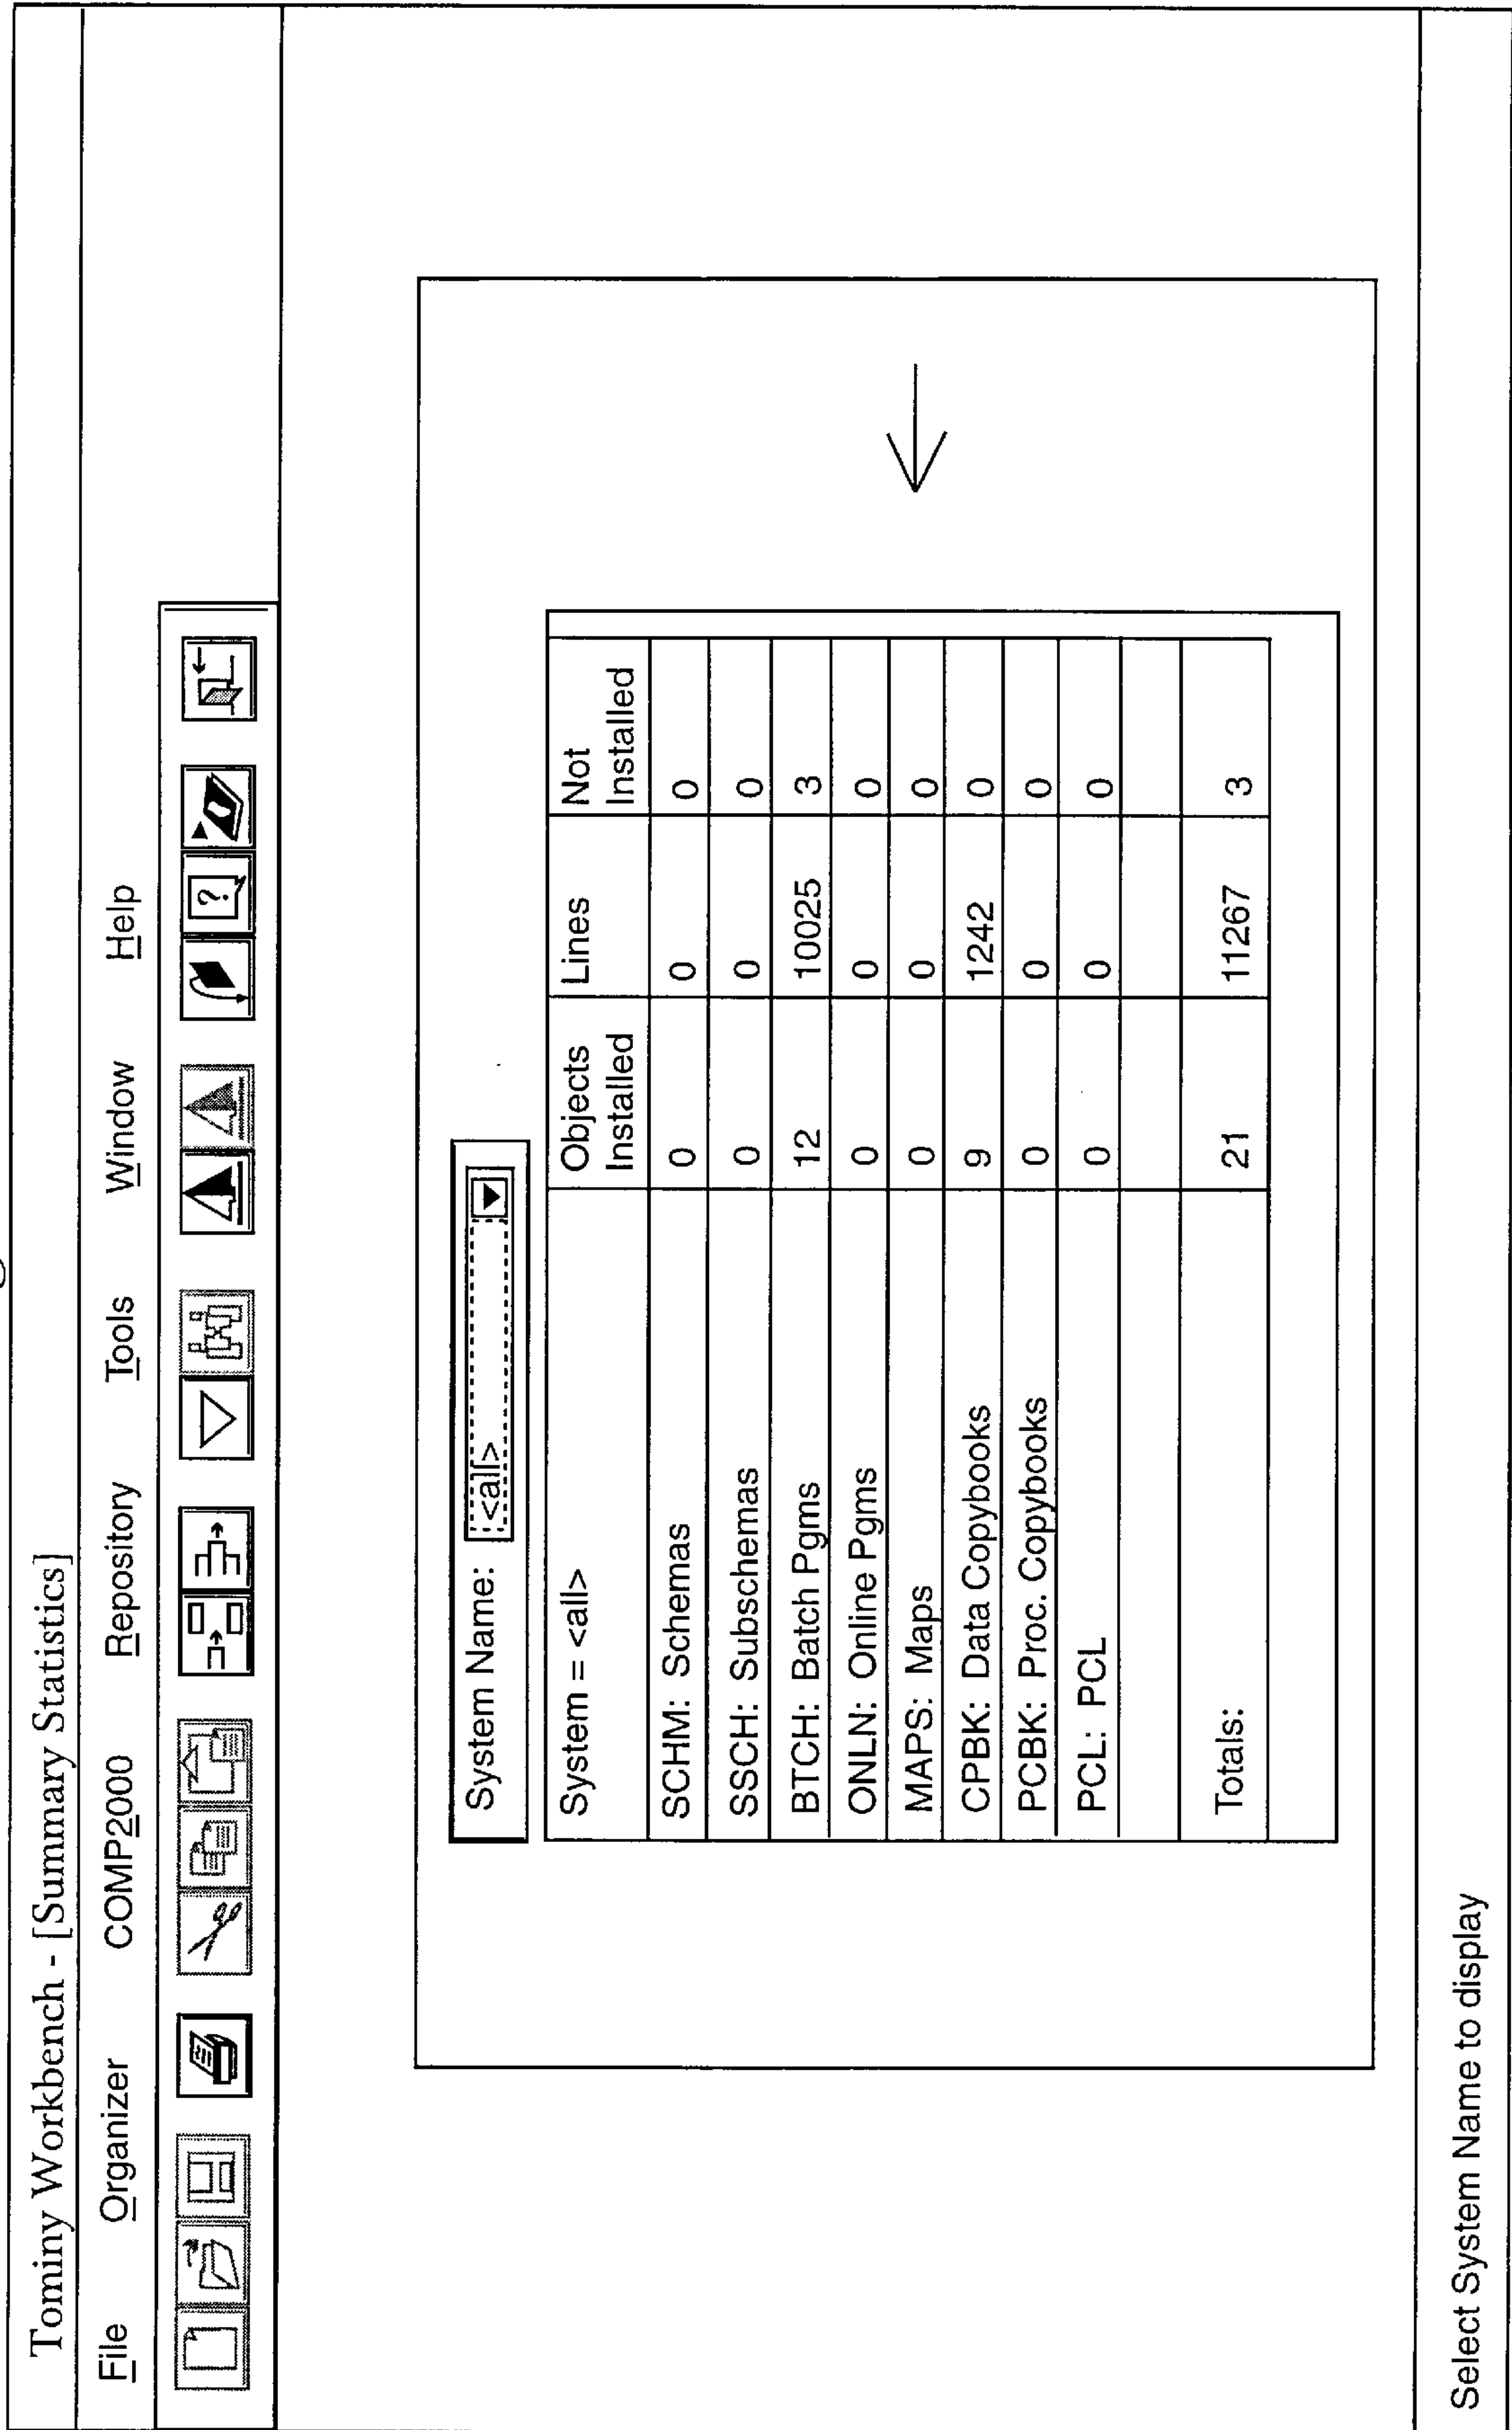 Tominy Workbench - [Summary Statistics]
File Organizer COMP2000 Repository Tools Window Help
?
System Name: <all>
System = <all> Objects Installed Lines Not Installed
SCHM: Schemas 0 0 0
SSCH: Subschemas 0 0 0
BTCH: Batch Pgms 12 10025 3
ONLN: Online Pgms 0 0 0
MAPS: Maps 0 0 0
CPBK: Data Copybooks 9 1242 0
PCBK: Proc. Copybooks 0 0 0
PCL: PCL 0 0 0
Totals: 21 11267 3
Select System Name to display